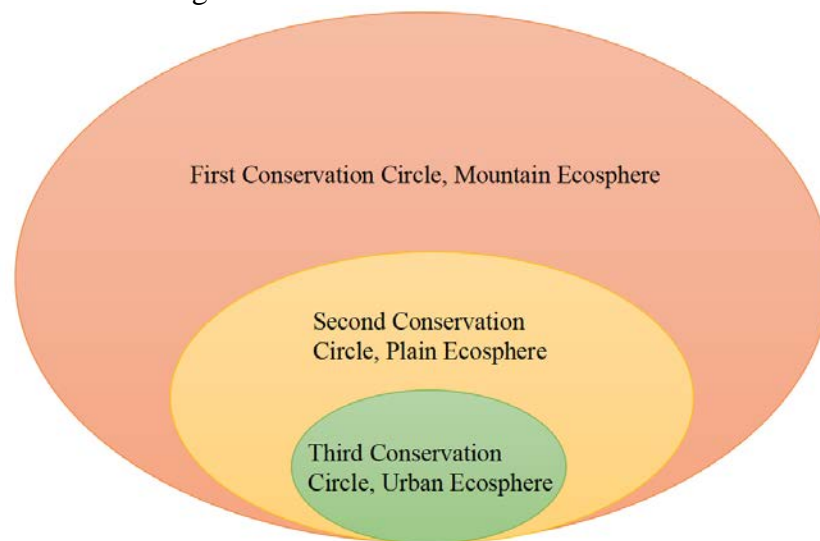 First Conservation Circle, Mountain Ecosphere
Second Conservation
Circle, Plain Ecosphere
Third Conservation
Circle, Urban Ecosphere